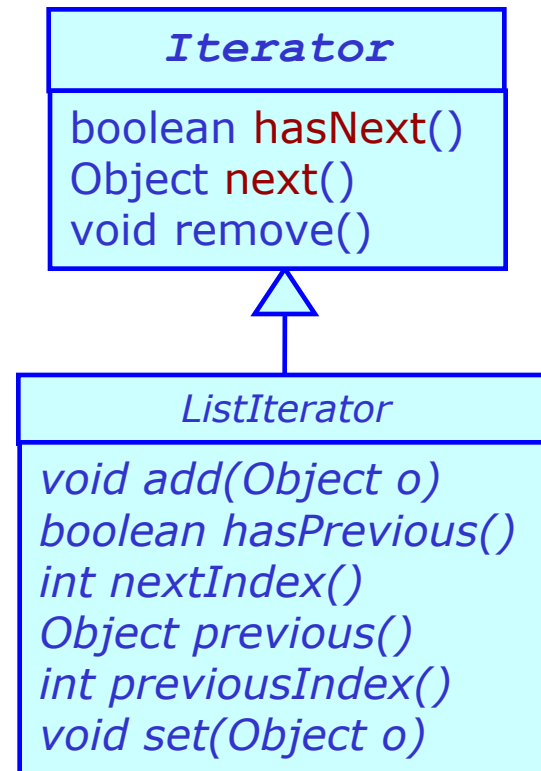 Iterator
boolean hasNext()
Object next()
void remove()
ListIterator
void add(Object o)
boolean hasPrevious()
int nextIndex()
Object previous()
int previousIndex()
void set(Object o)